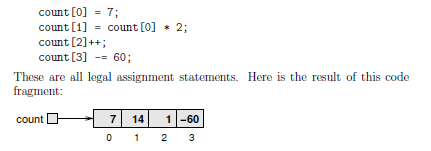 count[0] = 7;
count[1] = count[0] * 2;
count[2]++;
count[3] -= 60;
These are all legal assignment statements. Here is the result of this code
fragment:
count 7 14 1 -60
0 1 2 3